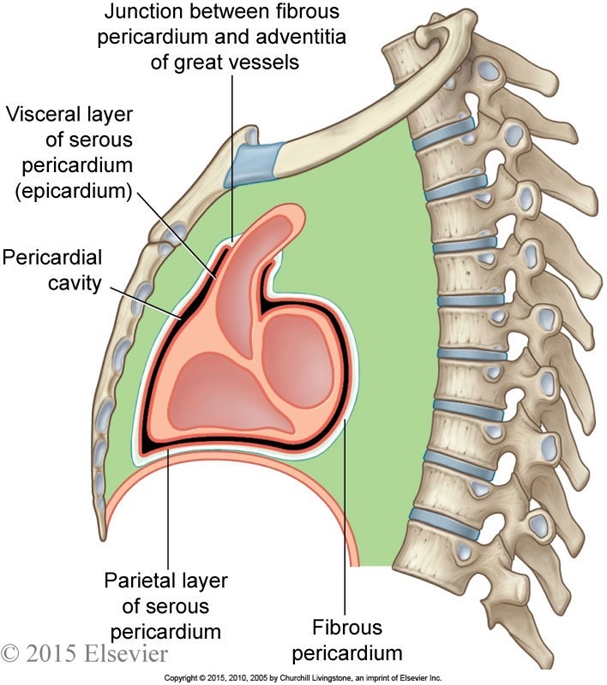 Junction between fibrous
pericardium and adventitia
of great vessels
Visceral layer
of serous
pericardium
(epicardium)
Pericardial
cavity
Parietal layer
of serous
pericardium
Fibrous
pericardium
© 2015 Elsevier
Copyright © 2015, 2010, 2005 by Churchill Livingstone, an imprint of Elsevier Inc.